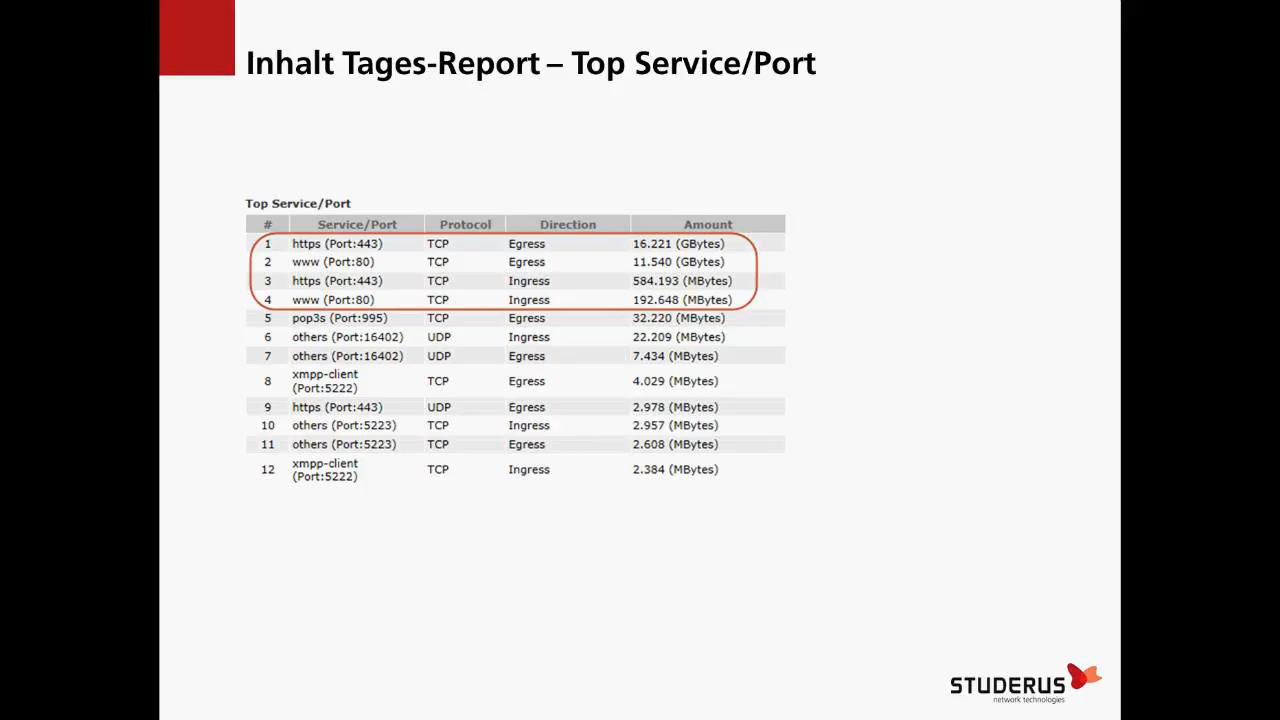 Inhalt Tages-Report – Top Service/Port
Top Service/Port
# Service/Port Protocol Direction Amount
1 https (Port:443) TCP Egress 16.221 (GBytes)
2 www (Port:80) TCP Egress 11.540 (GBytes)
3 https (Port:443) TCP Ingress 584.193 (MBytes)
4 www (Port:80) TCP Ingress 192.648 (MBytes)
5 pop3s (Port:995) TCP Egress 32.220 (MBytes)
6 others (Port:16402) UDP Ingress 22.209 (MBytes)
7 others (Port:16402) UDP Egress 7.434 (MBytes)
8 xmpp-client (Port:5222) TCP Egress 4.029 (MBytes)
9 https (Port:443) UDP Egress 2.978 (MBytes)
10 others (Port:5223) TCP Ingress 2.957 (MBytes)
11 others (Port:5223) TCP Egress 2.608 (MBytes)
12 xmpp-client (Port:5222) TCP Ingress 2.384 (MBytes)
STUDERUS
network technologies